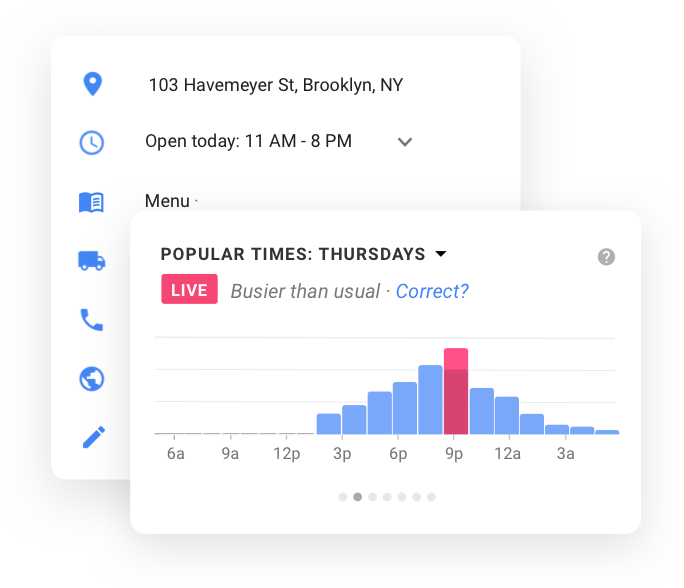 103 Havemeyer St, Brooklyn, NY
Open today: 11 AM - 8 PM
Menu ·
POPULAR TIMES: THURSDAYS
?
LIVE Busier than usual · Correct?
6a 9a 12p 3p 6p 9p 12a 3a